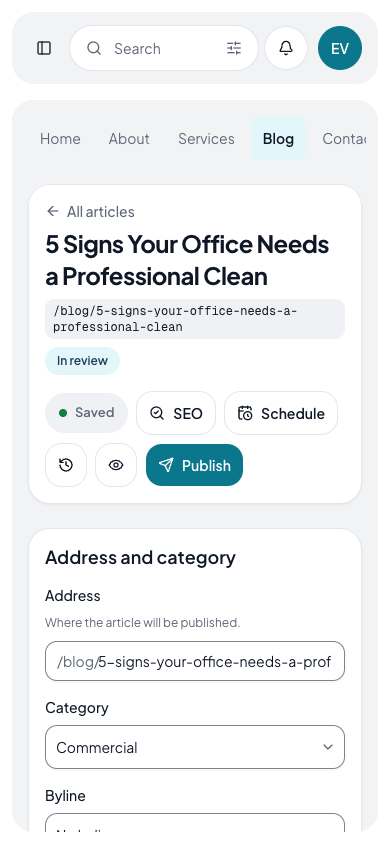 Search
EV
Home About Services Blog
All articles
5 Signs Your Office Needs
a Professional Clean
/blog/5-signs-your-office-needs-a-
professional-clean
In review
Saved SEO Schedule
Publish
Address and category
Address
Where the article will be published.
/blog/5-signs-your-office-needs-a-prof
Category
Commercial
Byline